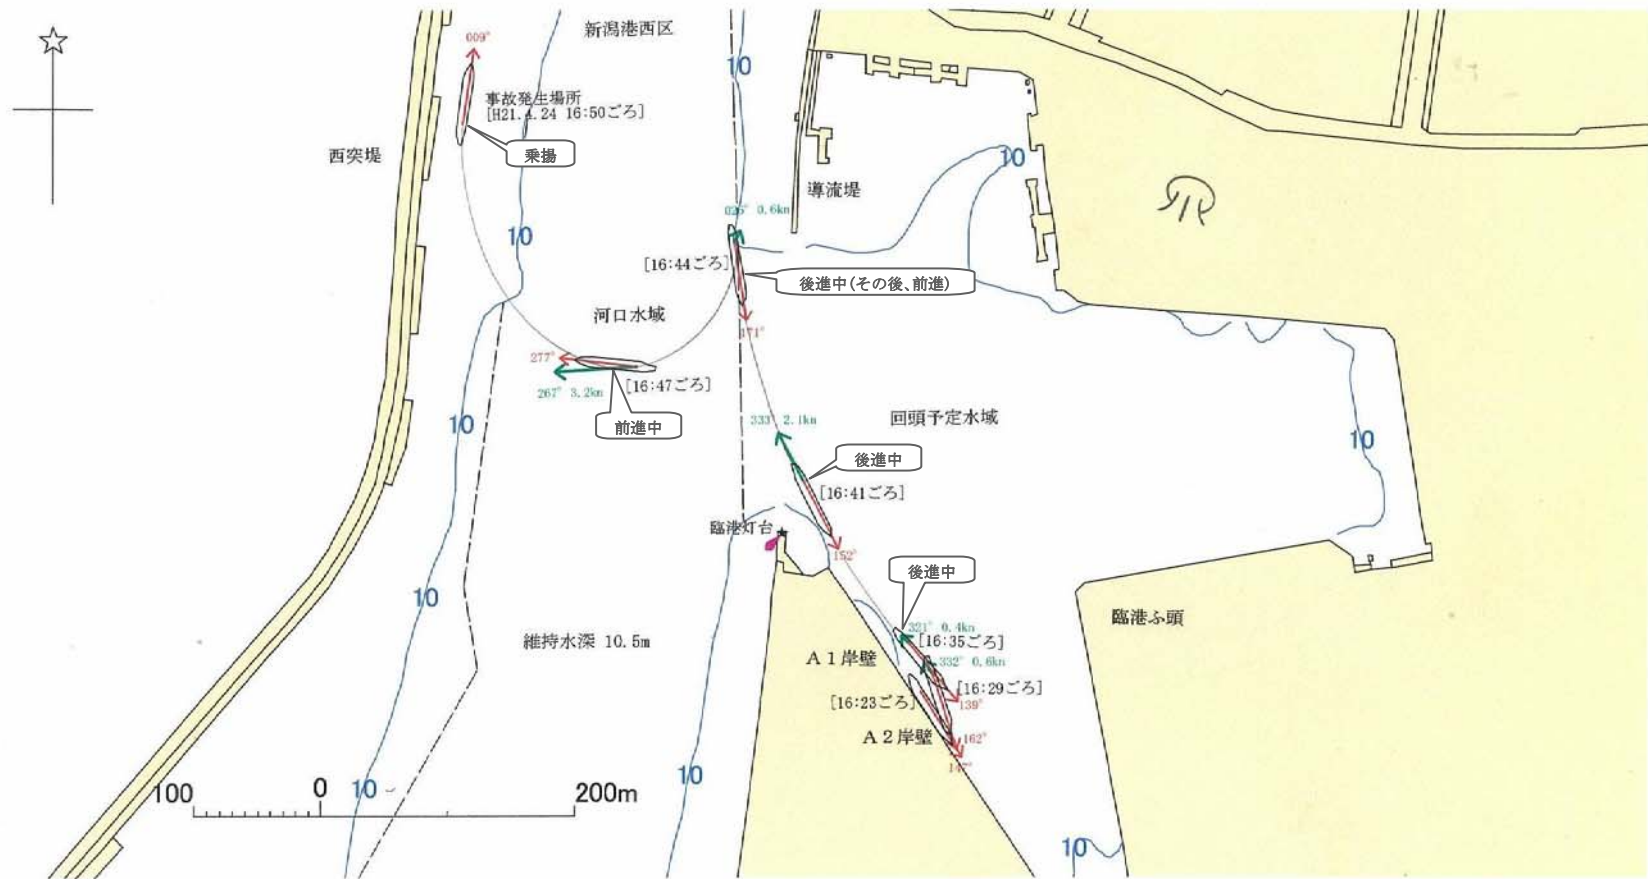 新潟港西区
009°
10
事故発生場所
[H21.4.24 16:50ごろ]
乗揚
西突堤
10
導流堤
026° 0.6kn
10
[16:44ごろ]
後進中(その後、前進)
河口水域
171°
277°
[16:47ごろ]
267° 3.2kn
前進中
333° 2.1kn
回頭予定水域
10
10
後進中
[16:41ごろ]
臨港灯台
152°
後進中
10
臨港ふ頭
321° 0.4kn
維持水深 10.5m
[16:35ごろ]
A1岸壁
332° 0.6kn
[16:29ごろ]
[16:23ごろ]
139°
A2岸壁
162°
147°
10
100 0 200m
10
10